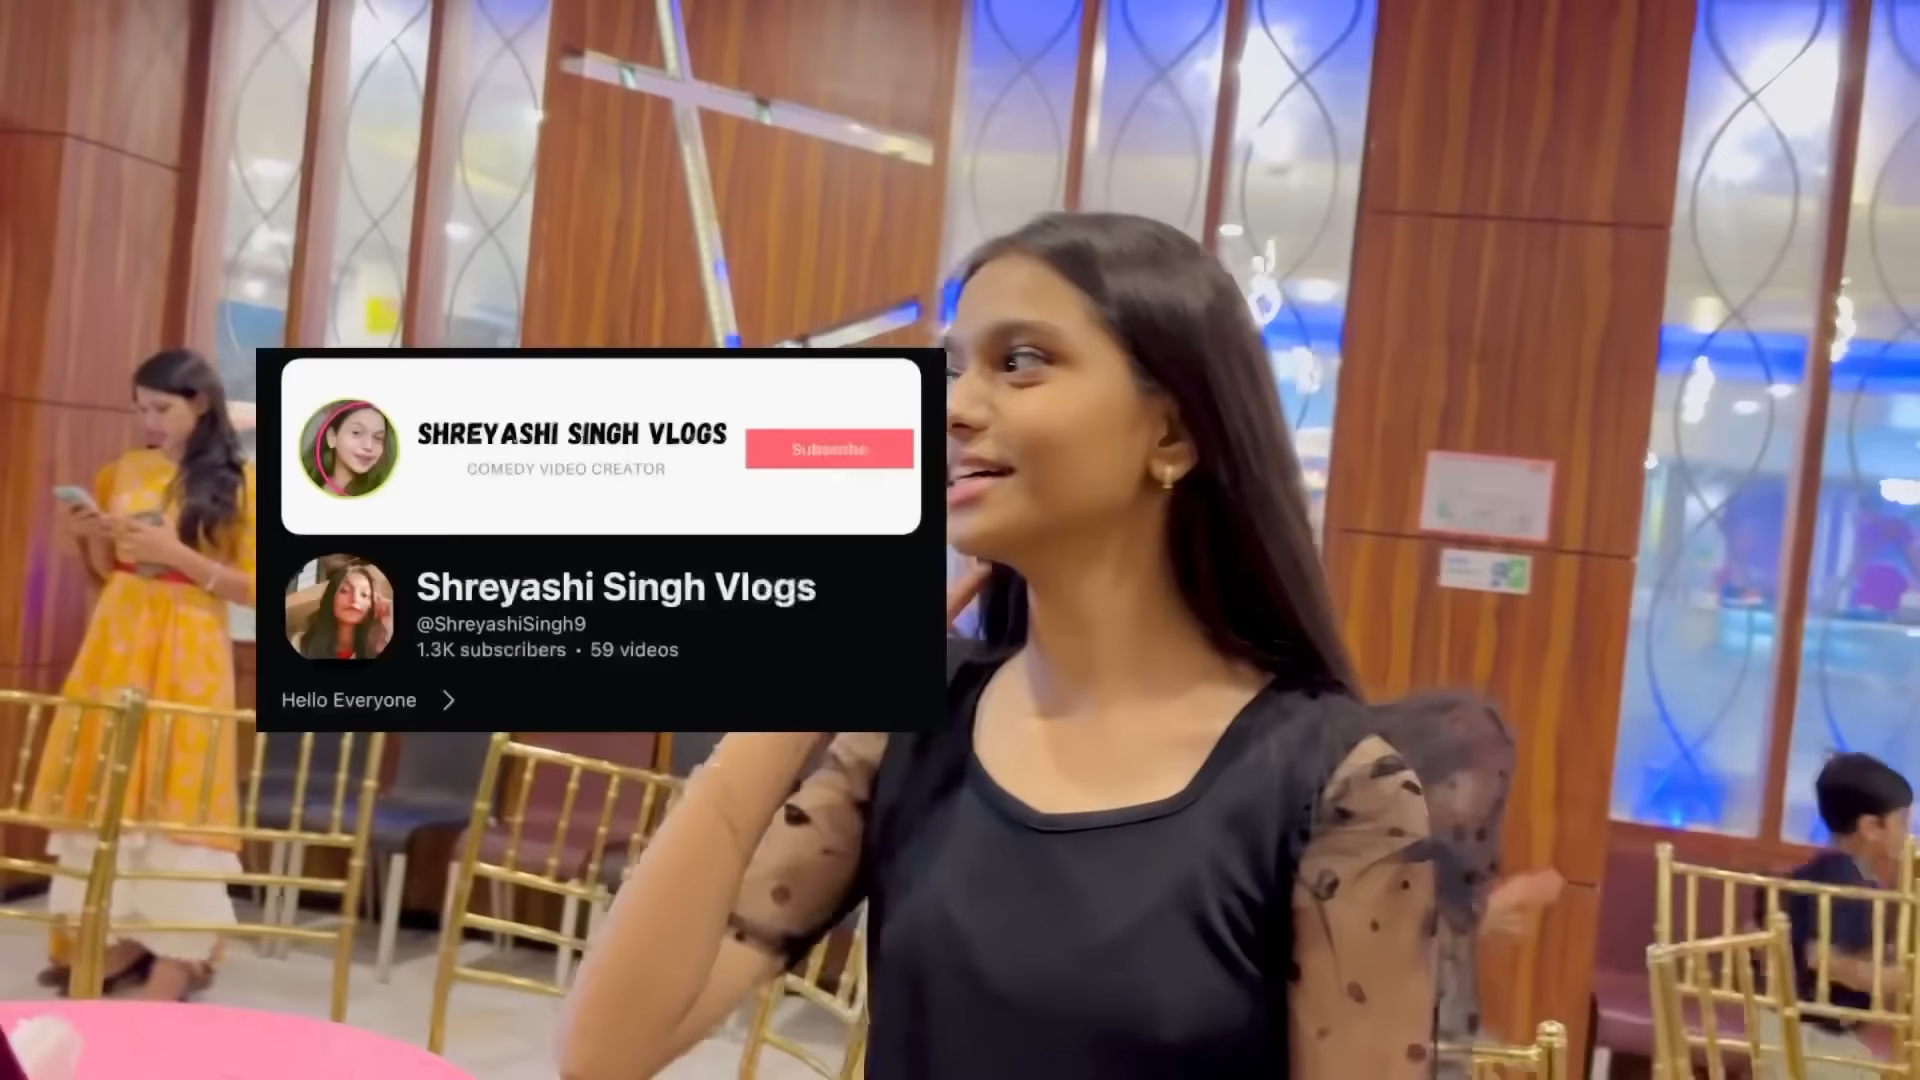 SHREYASHI SINGH VLOGS
Subscribe
COMEDY VIDEO CREATOR
Shreyashi Singh Vlogs
@ShreyashiSingh9
1.3K subscribers · 59 videos
Hello Everyone